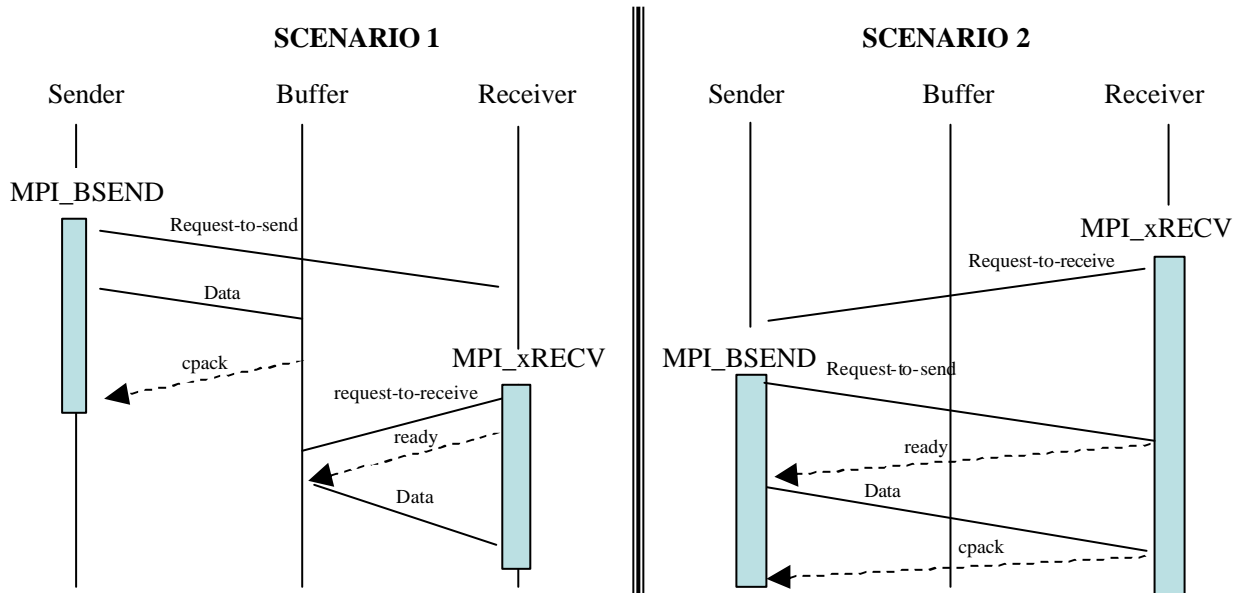 SCENARIO 1
Sender Buffer Receiver
MPI_BSEND
Request-to-send
Data
cpack
MPI_xRECV
request-to-receive
ready
Data
SCENARIO 2
Sender Buffer Receiver
MPI_xRECV
Request-to-receive
MPI_BSEND
Request-to-send
ready
Data
cpack